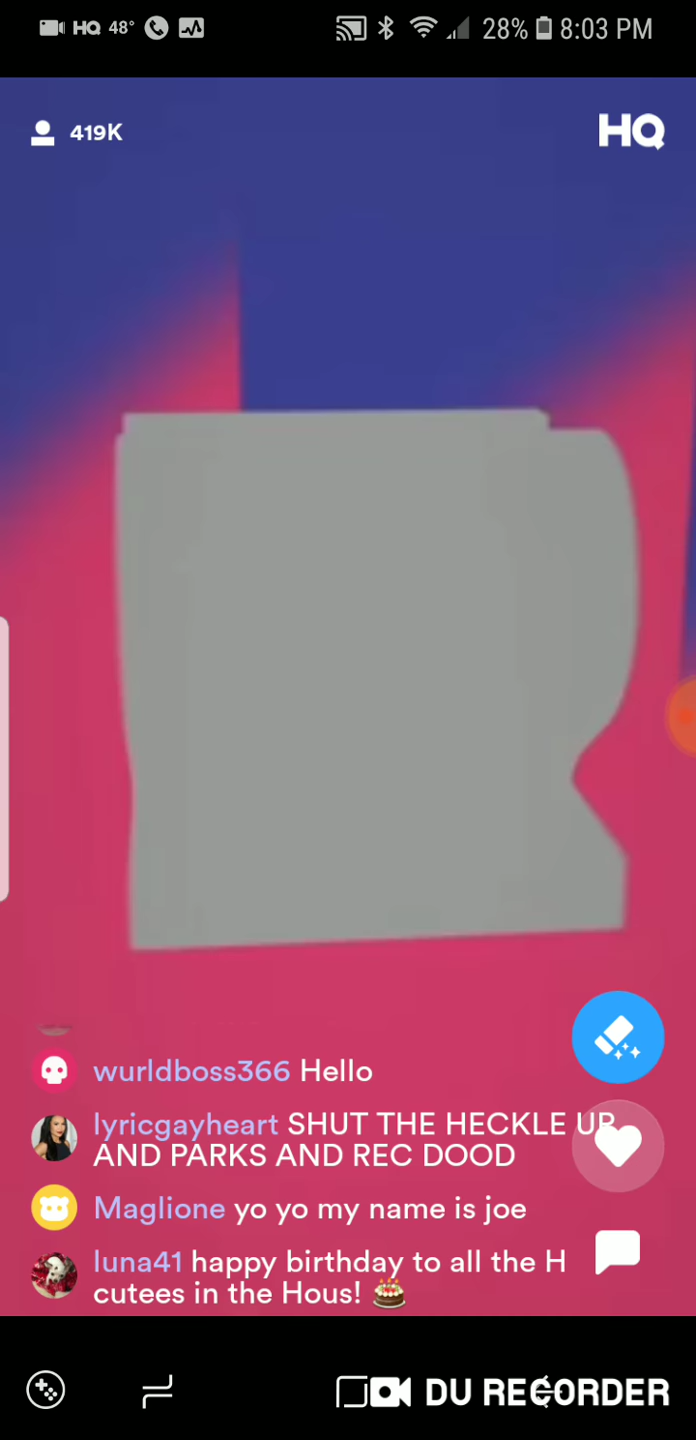 HQ 48° 28% 8:03 PM
419K HQ
wurldboss366 Hello
lyricgayheart SHUT THE HECKLE UP
AND PARKS AND REC DOOD
Maglione yo yo my name is joe
luna41 happy birthday to all the H
cutees in the Hous! 🎂
DU RECORDER